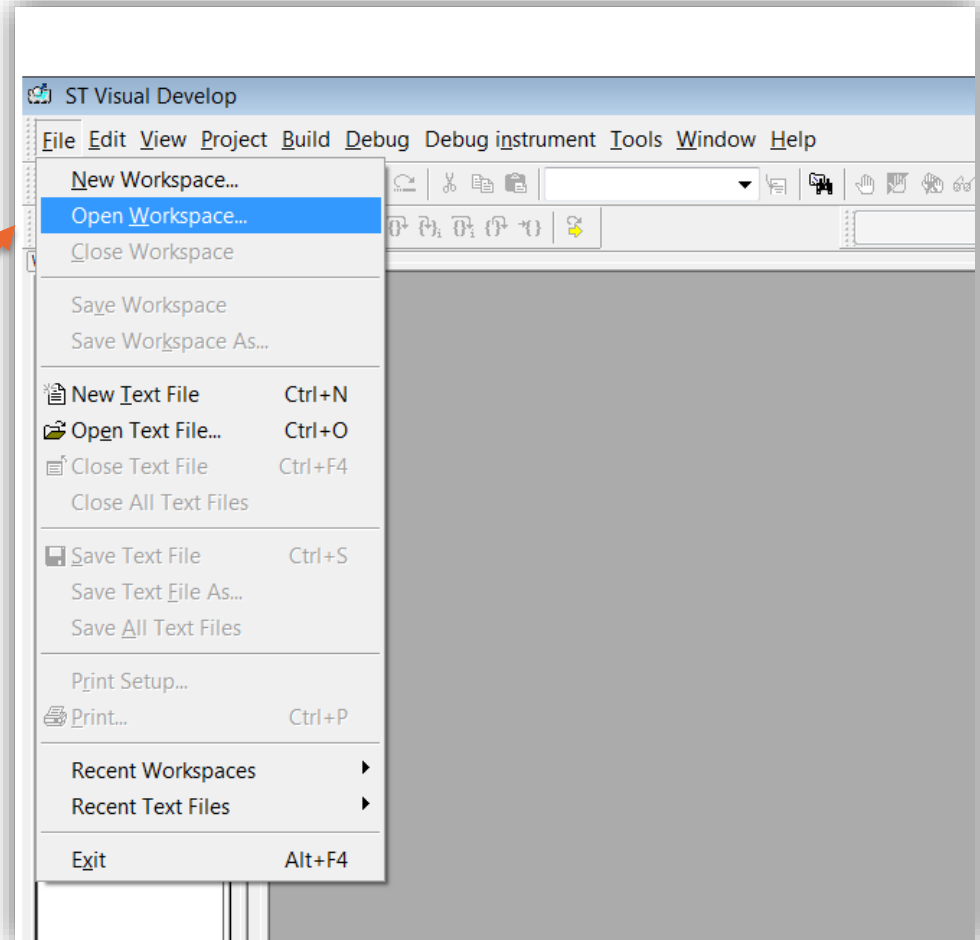 ST Visual Develop
File Edit View Project Build Debug Debug instrument Tools Window Help
New Workspace...
Open Workspace...
Close Workspace
Save Workspace
Save Workspace As...
New Text File Ctrl+N
Open Text File... Ctrl+O
Close Text File Ctrl+F4
Close All Text Files
Save Text File Ctrl+S
Save Text File As...
Save All Text Files
Print Setup...
Print... Ctrl+P
Recent Workspaces
Recent Text Files
Exit Alt+F4